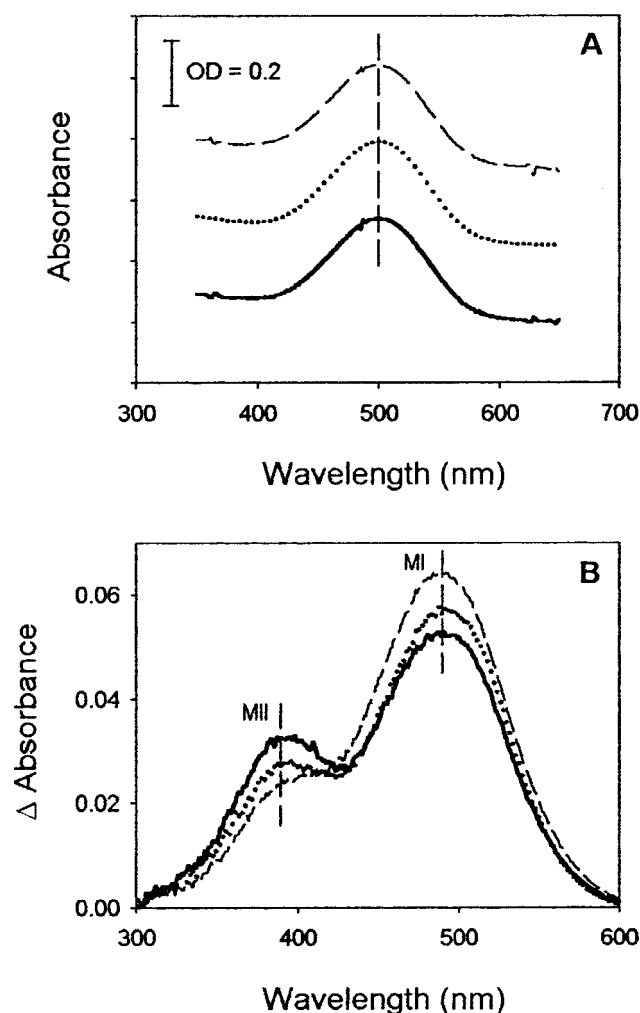 A
OD = 0.2
Absorbance
300 400 500 600 700
Wavelength (nm)
B
MI
MII
0.06
0.04
0.02
0.00
Δ Absorbance
300 400 500 600
Wavelength (nm)